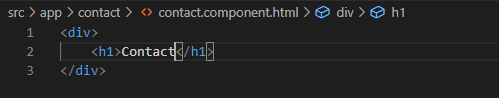 src > app > contact > contact.component.html > div > h1
1 <div>
2     <h1>Contact</h1>
3 </div>